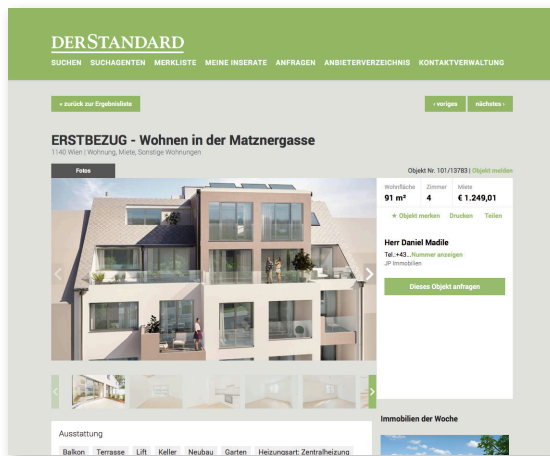 DERSTANDARD
SUCHEN SUCHAGENTEN MERKLISTE MEINE INSERATE ANFRAGEN ANBIETERVERZEICHNIS KONTAKTVERWALTUNG
« zurück zur Ergebnisliste
‹ voriges nächstes ›
ERSTBEZUG - Wohnen in der Matznergasse
1140 Wien | Wohnung, Miete, Sonstige Wohnungen
Fotos
Objekt Nr. 101/13783 | Objekt melden
Wohnfläche Zimmer Miete
91 m² 4 € 1.249,01
★ Objekt merken Drucken Teilen
Herr Daniel Madile
Tel.:+43...Nummer anzeigen
JP Immobilien
Dieses Objekt anfragen
Immobilien der Woche
Ausstattung
Balkon Terrasse Lift Keller Neubau Garten Heizungsart: Zentralheizung